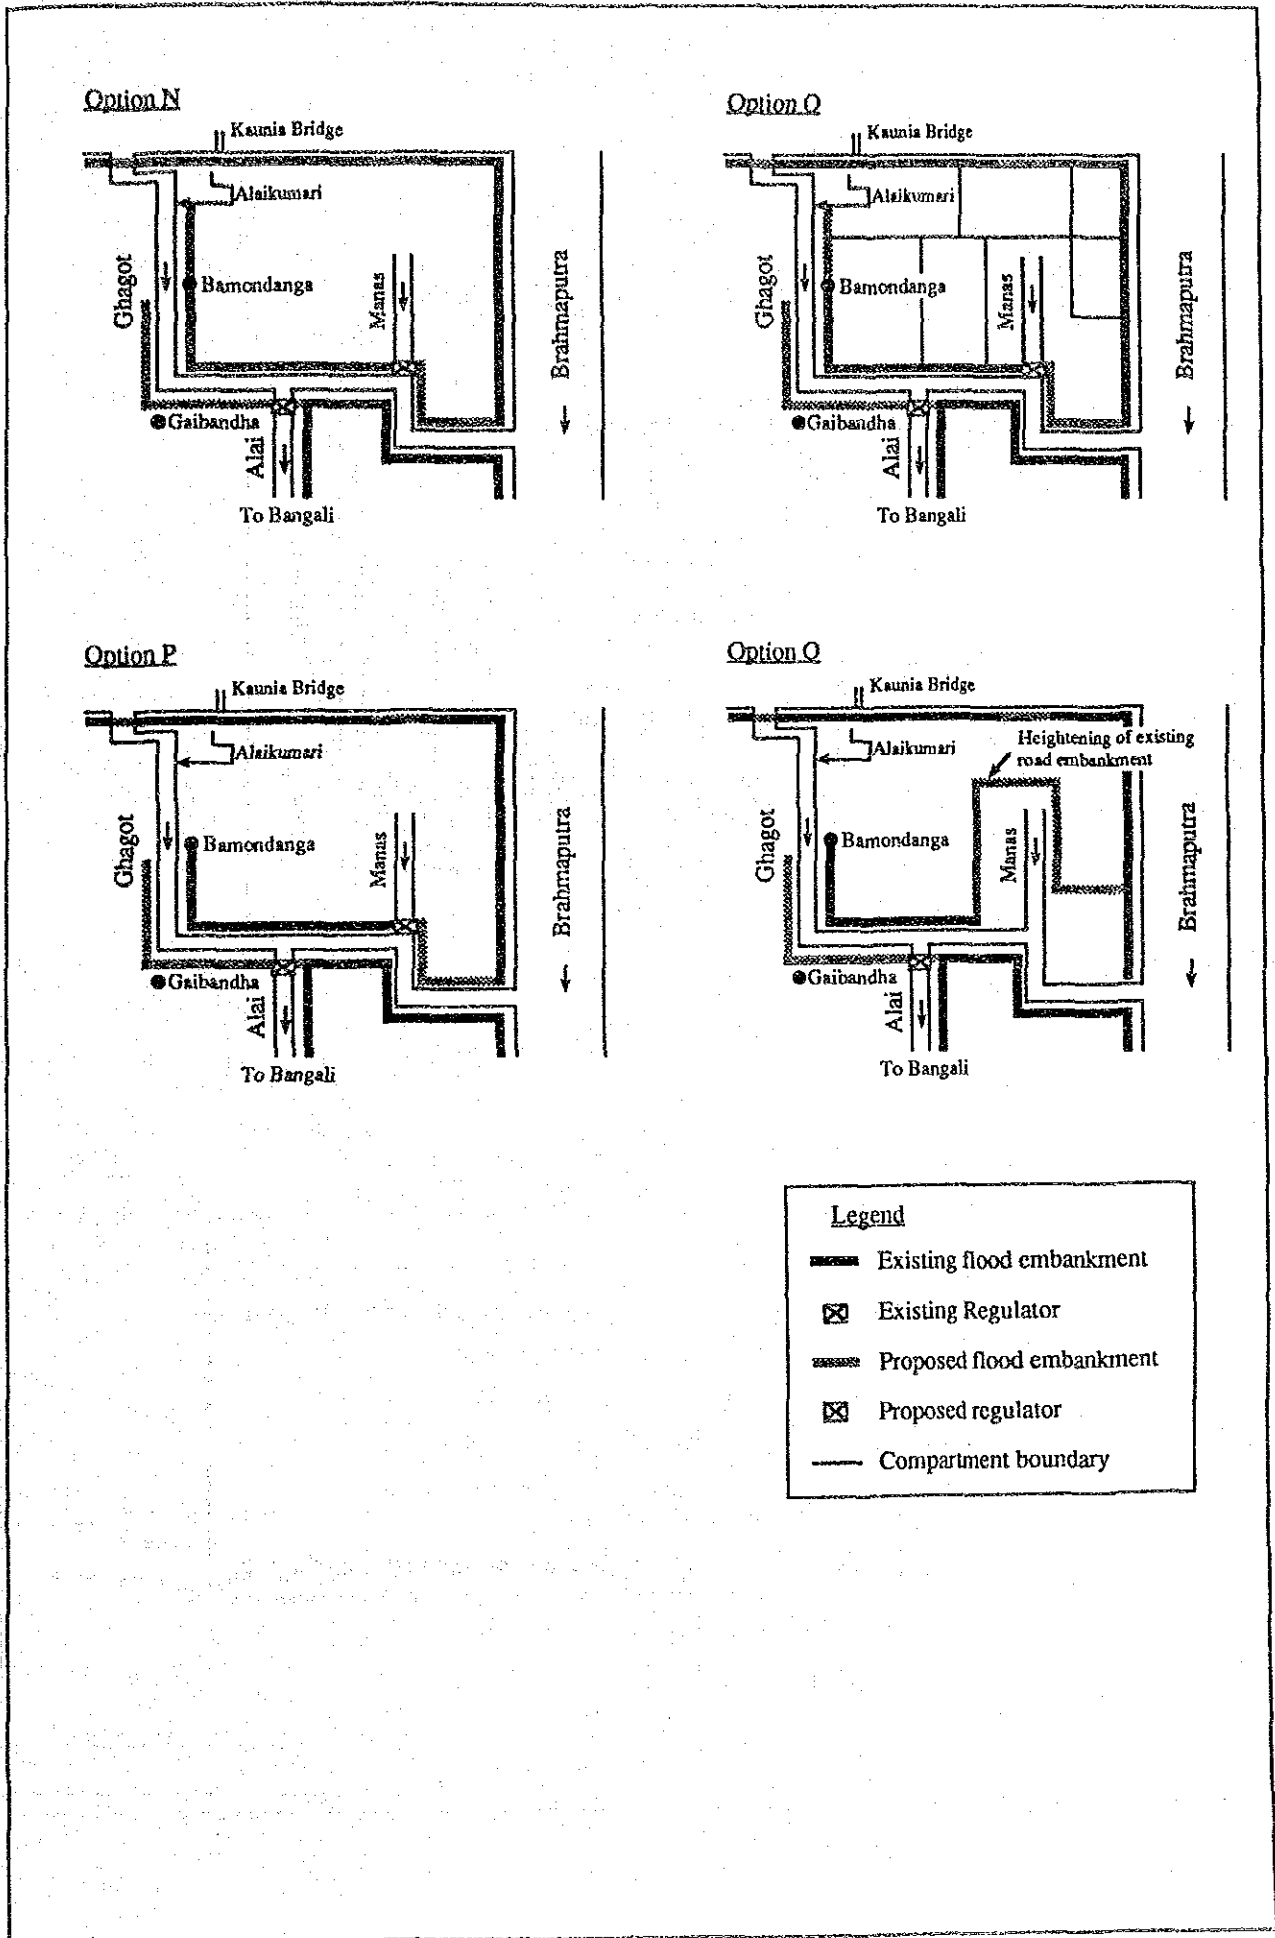 Option N
Kaunia Bridge
Alaikumari
Ghagot
Bamondanga
Manas
Brahmaputra
Gaibandha
Alai
To Bangali
Option O
Kaunia Bridge
Alaikumari
Ghagot
Bamondanga
Manas
Brahmaputra
Gaibandha
Alai
To Bangali
Option P
Kaunia Bridge
Alaikumari
Ghagot
Bamondanga
Manas
Brahmaputra
Gaibandha
Alai
To Bangali
Option Q
Kaunia Bridge
Alaikumari
Heightening of existing
road embankment
Ghagot
Bamondanga
Manas
Brahmaputra
Gaibandha
Alai
To Bangali
Legend
Existing flood embankment
Existing Regulator
Proposed flood embankment
Proposed regulator
Compartment boundary